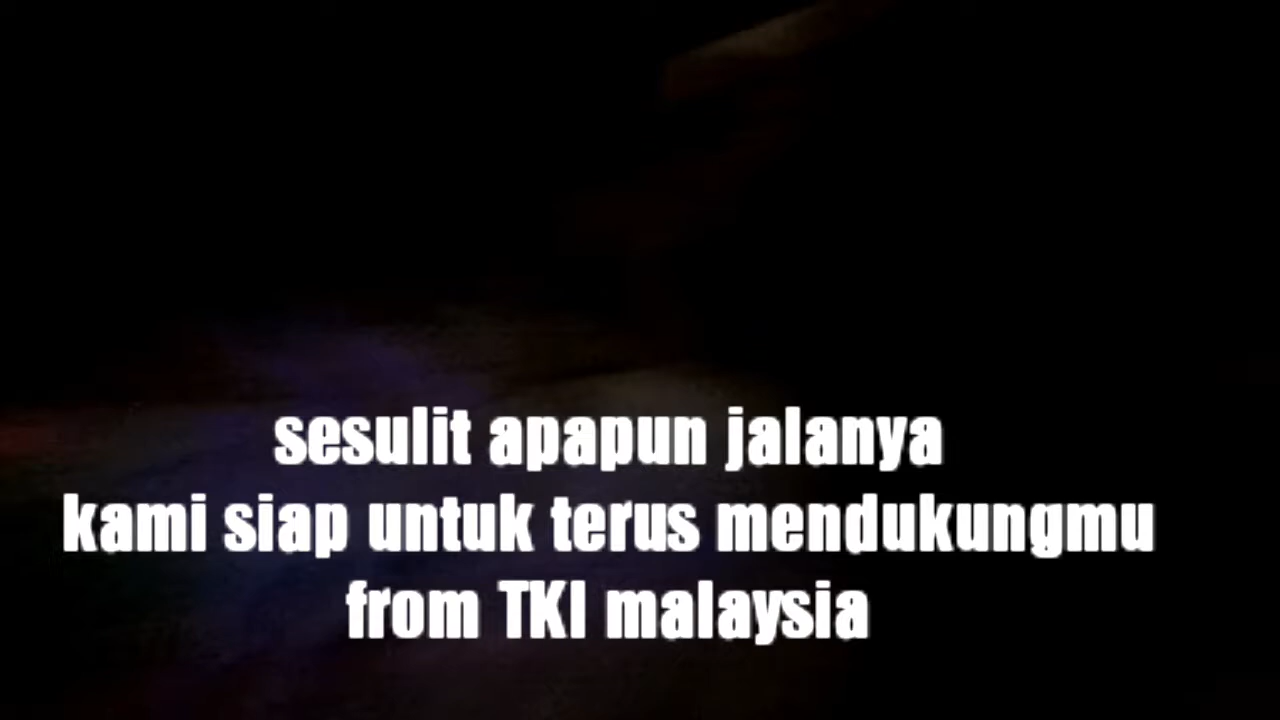 sesulit apapun jalanya
kami siap untuk terus mendukungmu
from TKI malaysia